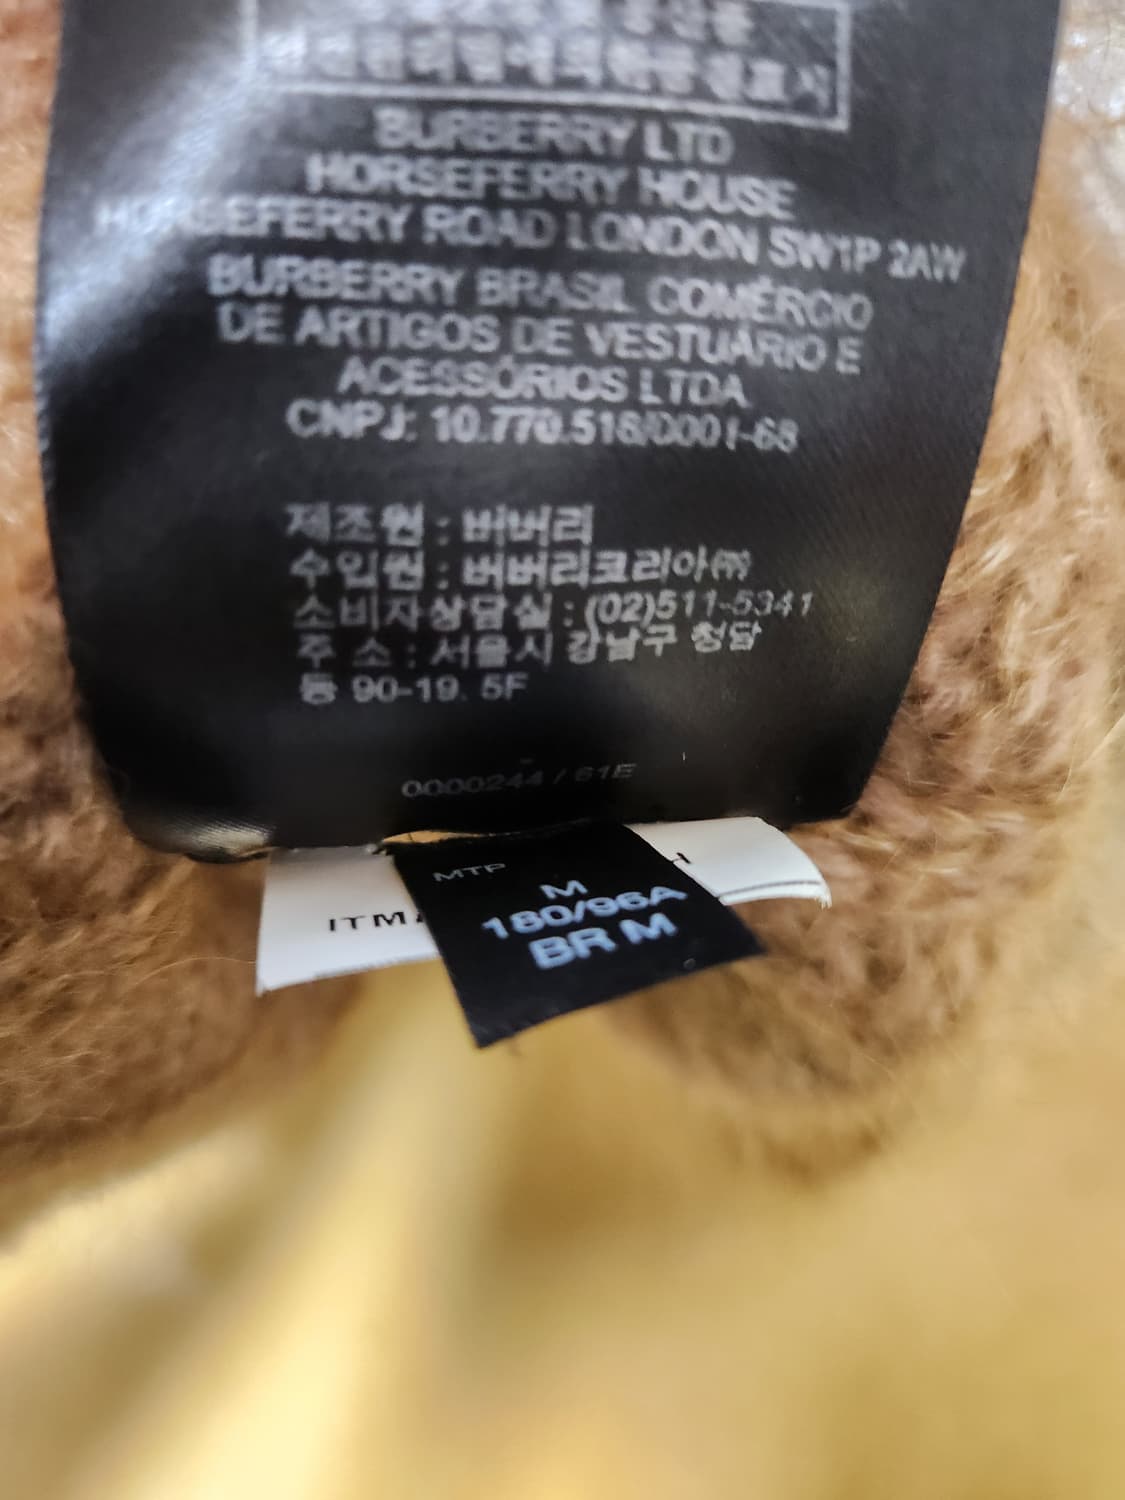 BURBERRY LTD
HORSEFERRY HOUSE
HORSEFERRY ROAD LONDON SW1P 2AW
BURBERRY BRASIL COMÉRCIO
DE ARTIGOS DE VESTUÁRIO E
ACESSÓRIOS LTDA
CNPJ: 10.770.518/0001-68
제조원 : 버버리
수입원 : 버버리코리아㈜
소비자상담실 : (02)511-5341
주 소 : 서울시 강남구 청담
동 90-19. 5F
0000244 / 61E
MTP
M
180/96A
BR M